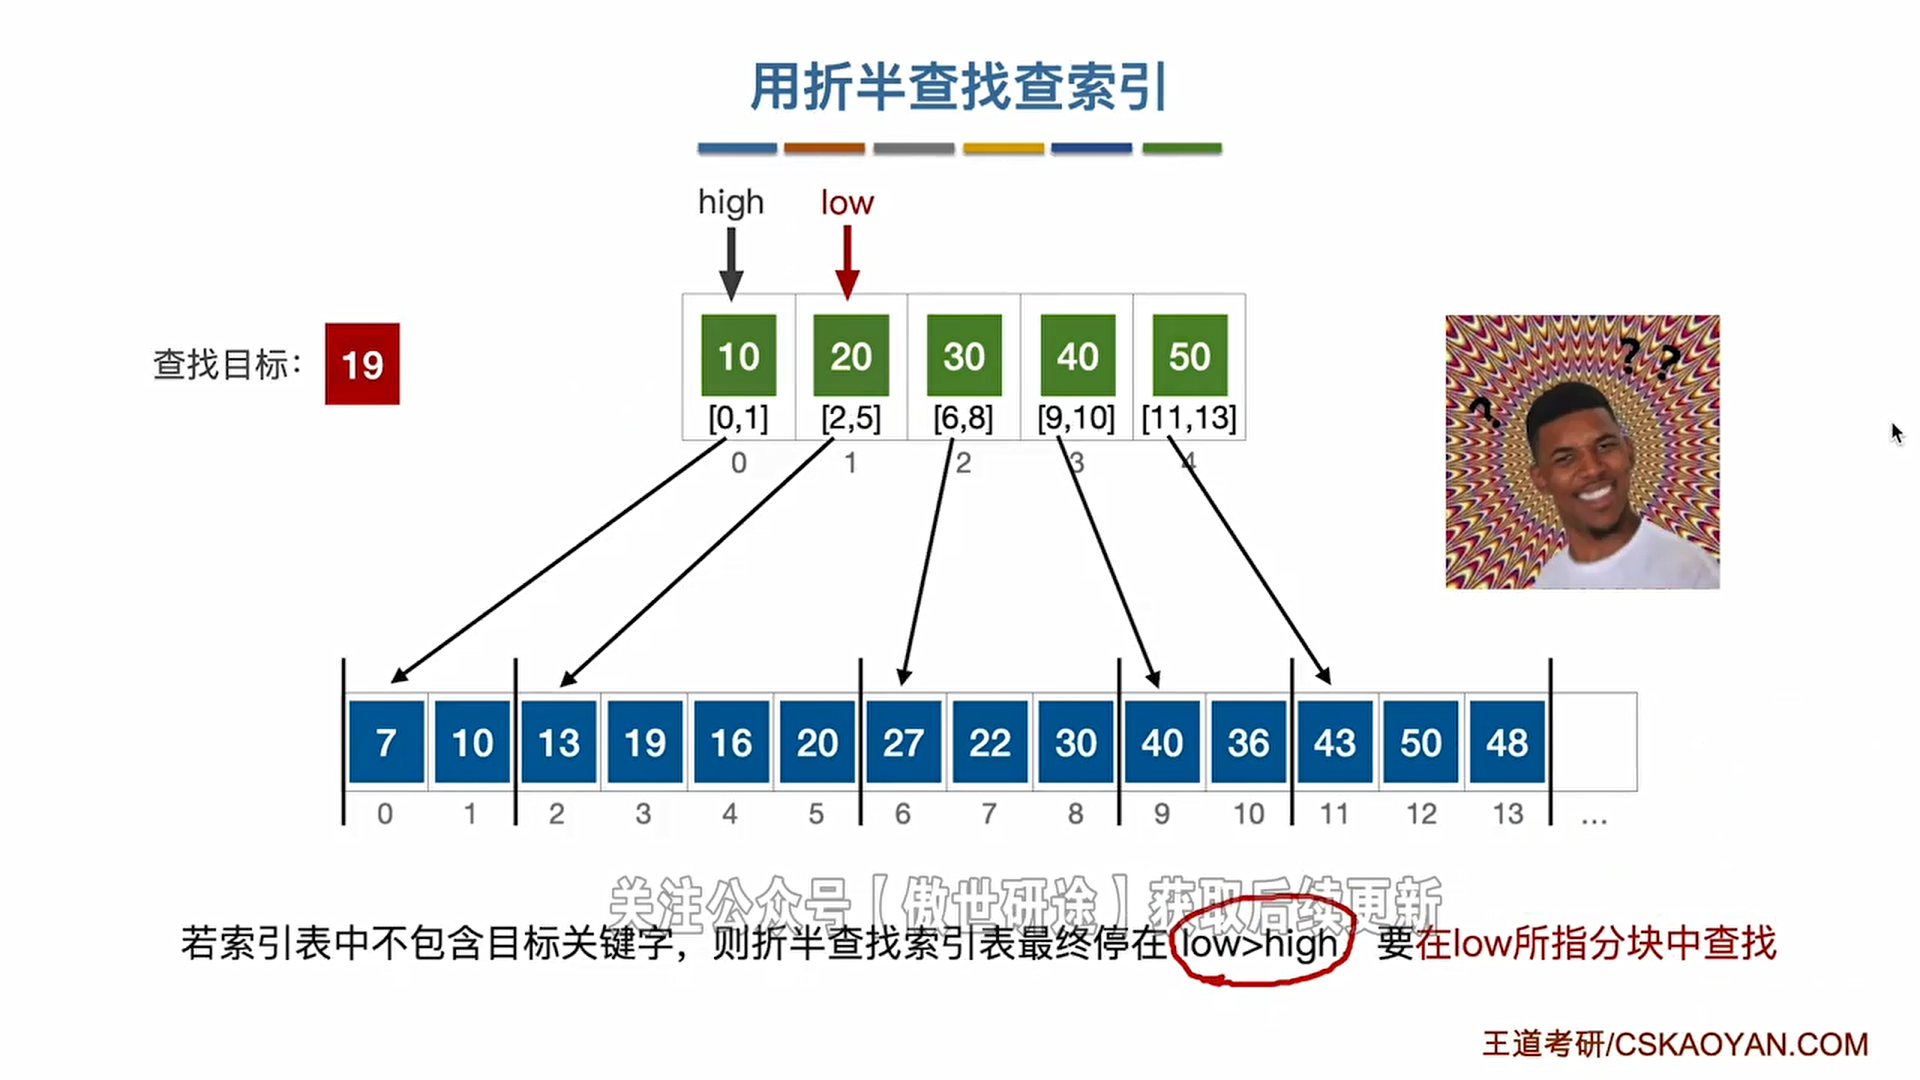 用折半查找查索引
high low
查找目标： 19
10 20 30 40 50
[0,1] [2,5] [6,8] [9,10] [11,13]
0 1 2 3 4
? ? ?
7 10 13 19 16 20 27 22 30 40 36 43 50 48
0 1 2 3 4 5 6 7 8 9 10 11 12 13 ...
关注公众号【傲世研途】获取后续更新
若索引表中不包含目标关键字，则折半查找索引表最终停在 low>high 要在low所指分块中查找
王道考研/CSKAOYAN.COM